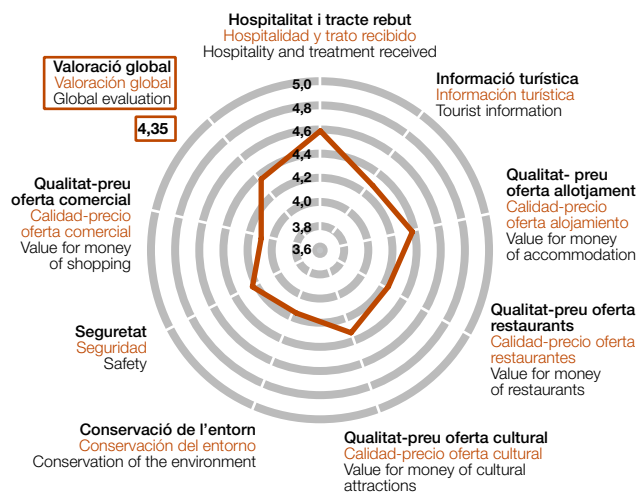 Hospitalitat i tracte rebut
Hospitalidad y trato recibido
Hospitality and treatment received
Valoració global
Valoración global
Global evaluation
4,35
Informació turística
Información turística
Tourist information
5,0
4,8
4,6
4,4
4,2
4,0
3,8
3,6
Qualitat- preu
oferta allotjament
Calidad-precio
oferta alojamiento
Value for money
of accommodation
Qualitat-preu
oferta comercial
Calidad-precio
oferta comercial
Value for money
of shopping
Qualitat-preu oferta
restaurants
Calidad-precio oferta
restaurantes
Value for money
of restaurants
Seguretat
Seguridad
Safety
Conservació de l'entorn
Conservación del entorno
Conservation of the environment
Qualitat-preu oferta cultural
Calidad-precio oferta cultural
Value for money of cultural
attractions